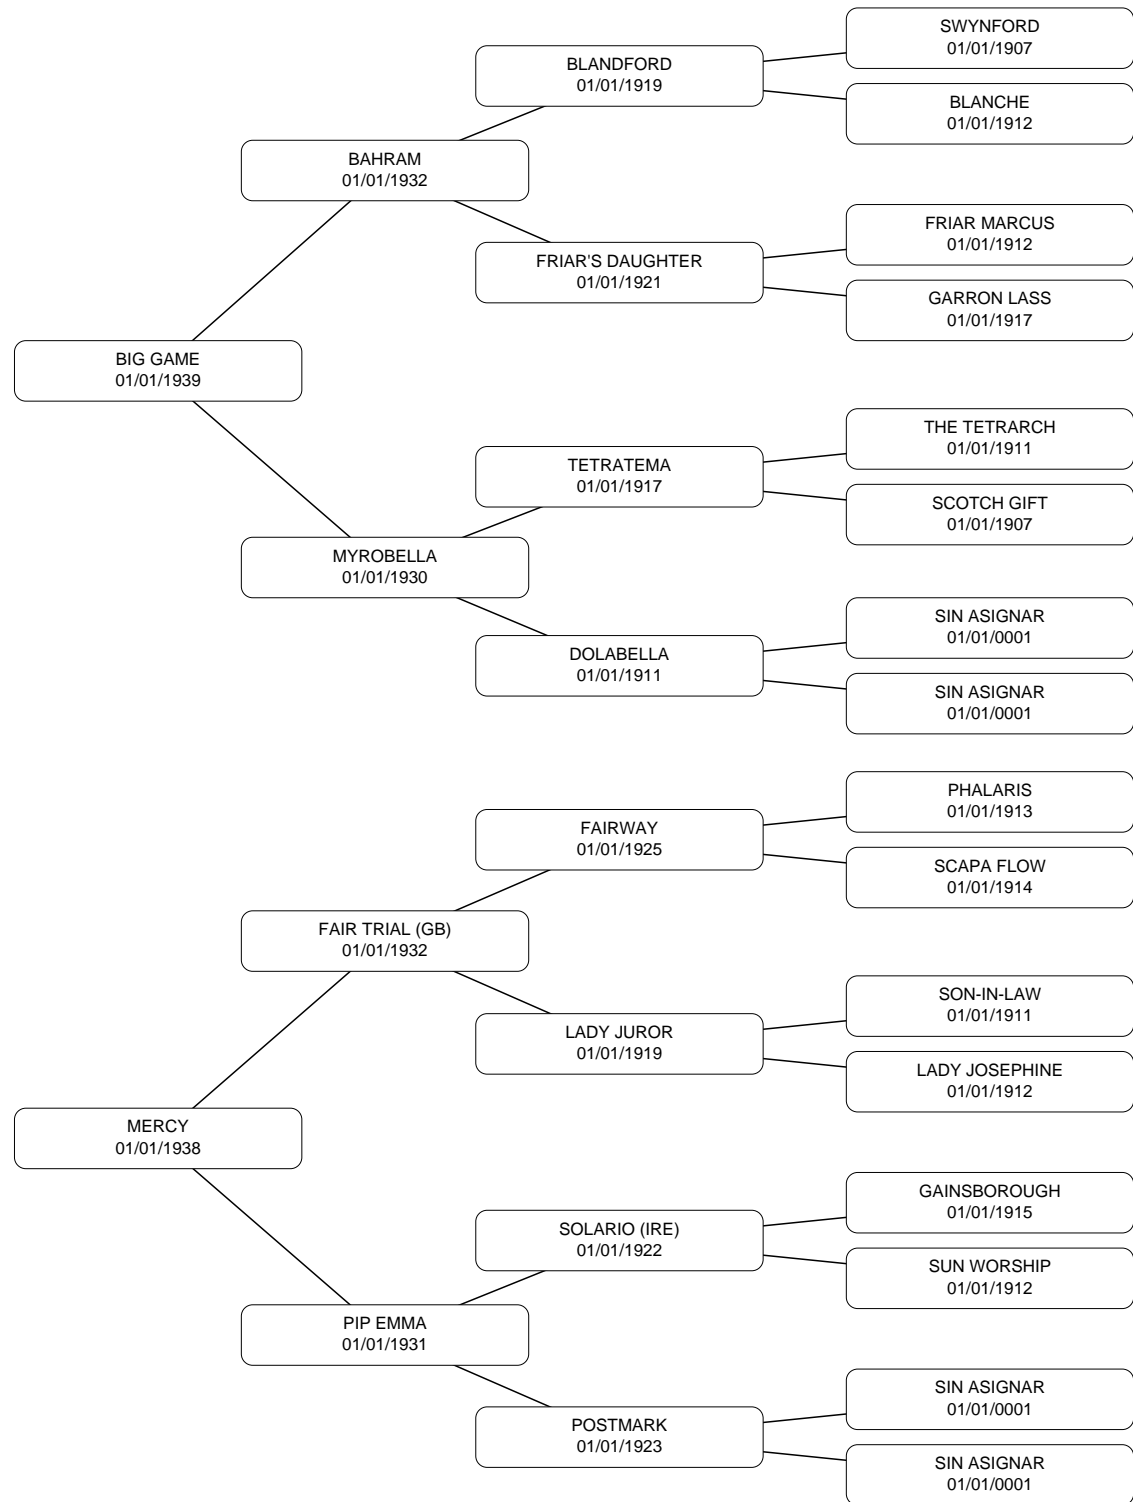 SWYNFORD
01/01/1907
BLANDFORD
01/01/1919
BLANCHE
01/01/1912
BAHRAM
01/01/1932
FRIAR MARCUS
01/01/1912
FRIAR'S DAUGHTER
01/01/1921
GARRON LASS
01/01/1917
BIG GAME
01/01/1939
THE TETRARCH
01/01/1911
TETRATEMA
01/01/1917
SCOTCH GIFT
01/01/1907
MYROBELLA
01/01/1930
SIN ASIGNAR
01/01/0001
DOLABELLA
01/01/1911
SIN ASIGNAR
01/01/0001
PHALARIS
01/01/1913
FAIRWAY
01/01/1925
SCAPA FLOW
01/01/1914
FAIR TRIAL (GB)
01/01/1932
SON-IN-LAW
01/01/1911
LADY JUROR
01/01/1919
LADY JOSEPHINE
01/01/1912
MERCY
01/01/1938
GAINSBOROUGH
01/01/1915
SOLARIO (IRE)
01/01/1922
SUN WORSHIP
01/01/1912
PIP EMMA
01/01/1931
SIN ASIGNAR
01/01/0001
POSTMARK
01/01/1923
SIN ASIGNAR
01/01/0001